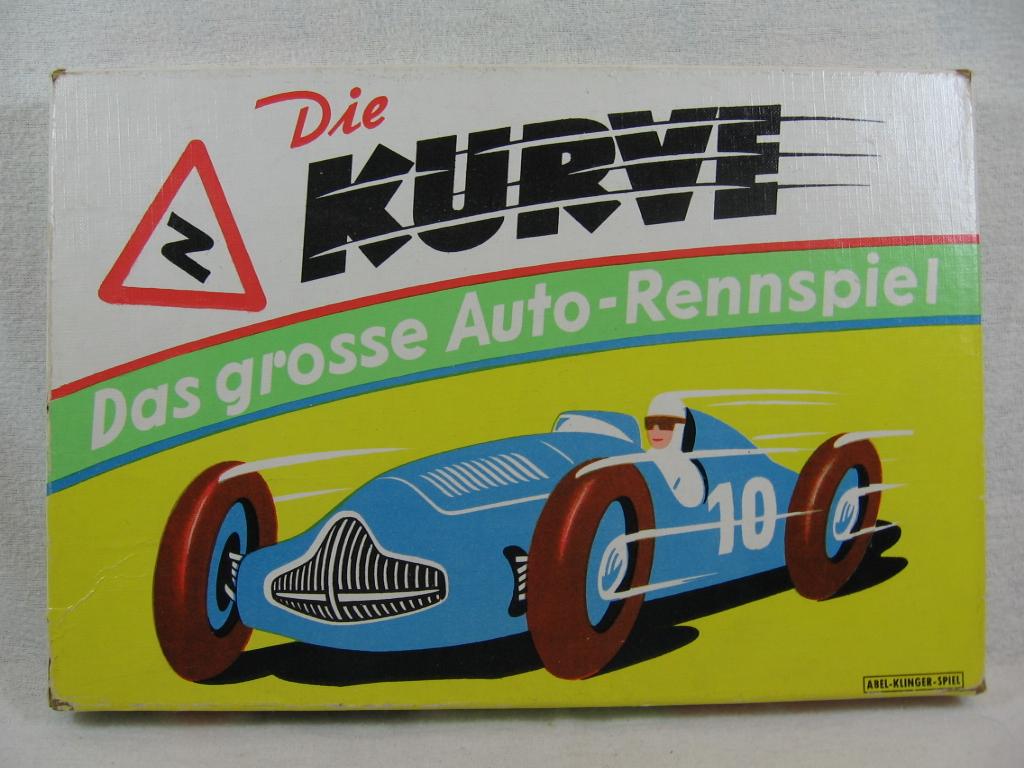 Die
KURVE
Das grosse Auto-Rennspiel
10
ABEL-KLINGER-SPIEL